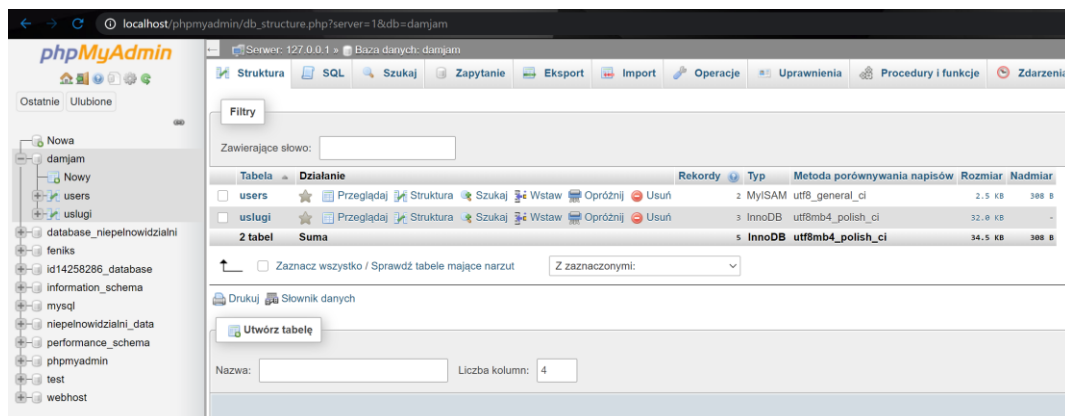 localhost/phpmyadmin/db_structure.php?server=1&db=damjam
phpMyAdmin
Ostatnie Ulubione
Nowa
damjam
Nowy
users
uslugi
database_niepelnowidzialni
feniks
id14258286_database
information_schema
mysql
niepelnowidzialni_data
performance_schema
phpmyadmin
test
webhost
Serwer: 127.0.0.1 » Baza danych: damjam
Struktura SQL Szukaj Zapytanie Eksport Import Operacje Uprawnienia Procedury i funkcje Zdarzenia
Filtry
Zawierające słowo:
Tabela Działanie Rekordy Typ Metoda porównywania napisów Rozmiar Nadmiar
users Przeglądaj Struktura Szukaj Wstaw Opróżnij Usuń 2 MyISAM utf8_general_ci 2.5 KB 308 B
uslugi Przeglądaj Struktura Szukaj Wstaw Opróżnij Usuń 3 InnoDB utf8mb4_polish_ci 32.0 KB -
2 tabel Suma 5 InnoDB utf8mb4_polish_ci 34.5 KB 308 B
Zaznacz wszystko / Sprawdź tabele mające narzut Z zaznaczonymi:
Drukuj Słownik danych
Utwórz tabelę
Nazwa: Liczba kolumn: 4